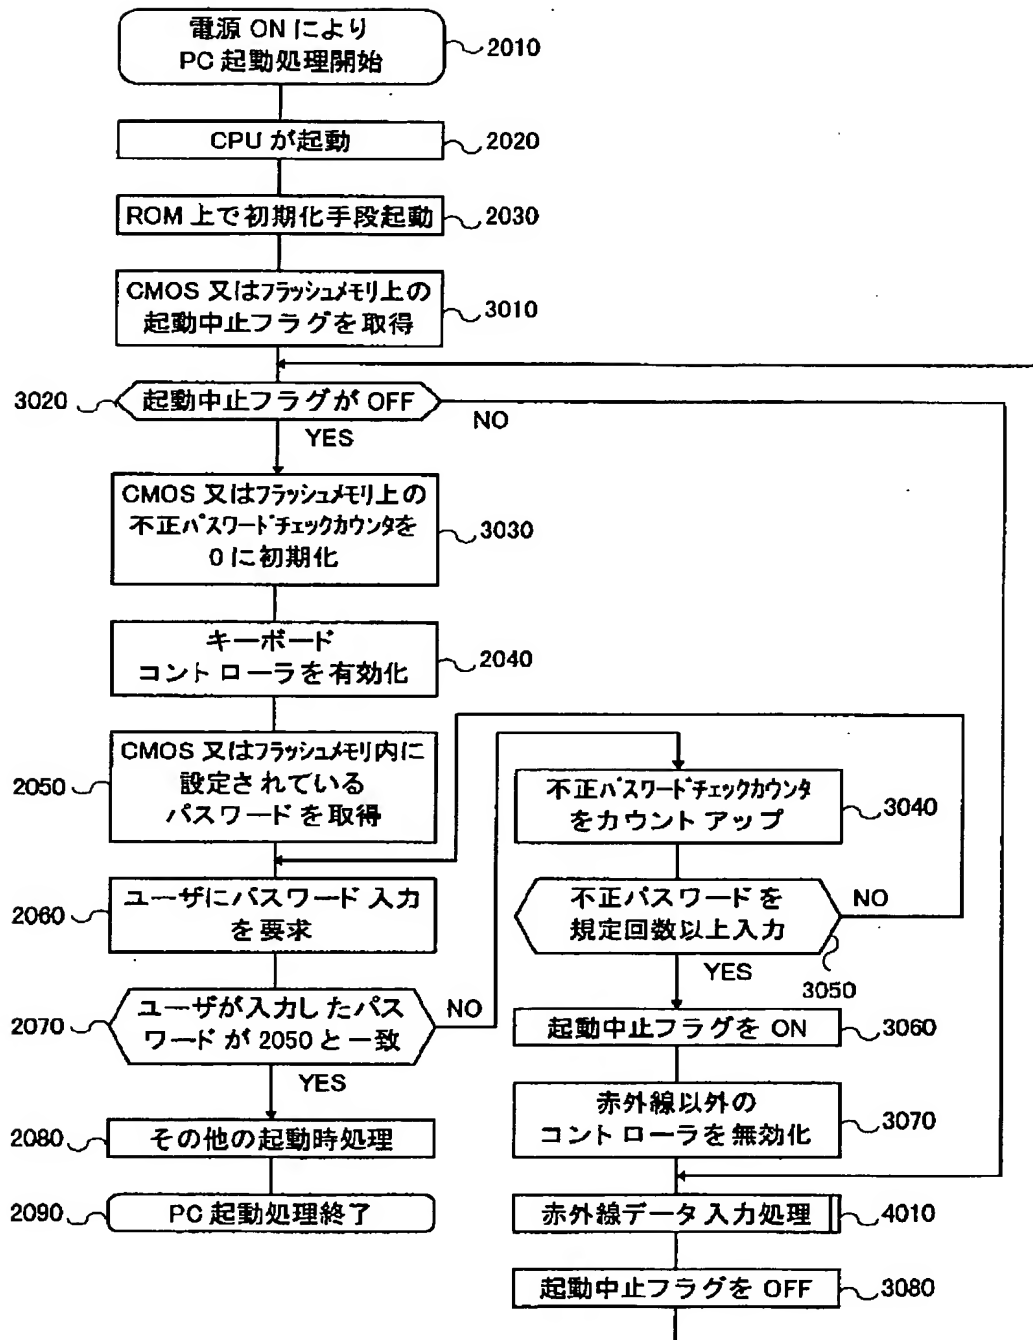 電源 ON により
PC 起動処理開始
2010
CPU が起動
2020
ROM 上で初期化手段起動
2030
CMOS 又はフラッシュメモリ上の
起動中止フラグを取得
3010
3020
起動中止フラグが OFF
NO
YES
CMOS 又はフラッシュメモリ上の
不正パスワードチェックカウンタを
0 に初期化
3030
キーボード
コントローラを有効化
2040
CMOS 又はフラッシュメモリ内に
設定されている
パスワードを取得
2050
ユーザにパスワード入力
を要求
2060
ユーザが入力したパス
ワードが 2050 と一致
2070
NO
YES
その他の起動時処理
2080
PC 起動処理終了
2090
不正パスワードチェックカウンタ
をカウントアップ
3040
不正パスワードを
規定回数以上入力
NO
3050
YES
起動中止フラグを ON
3060
赤外線以外の
コントローラを無効化
3070
赤外線データ入力処理
4010
起動中止フラグを OFF
3080